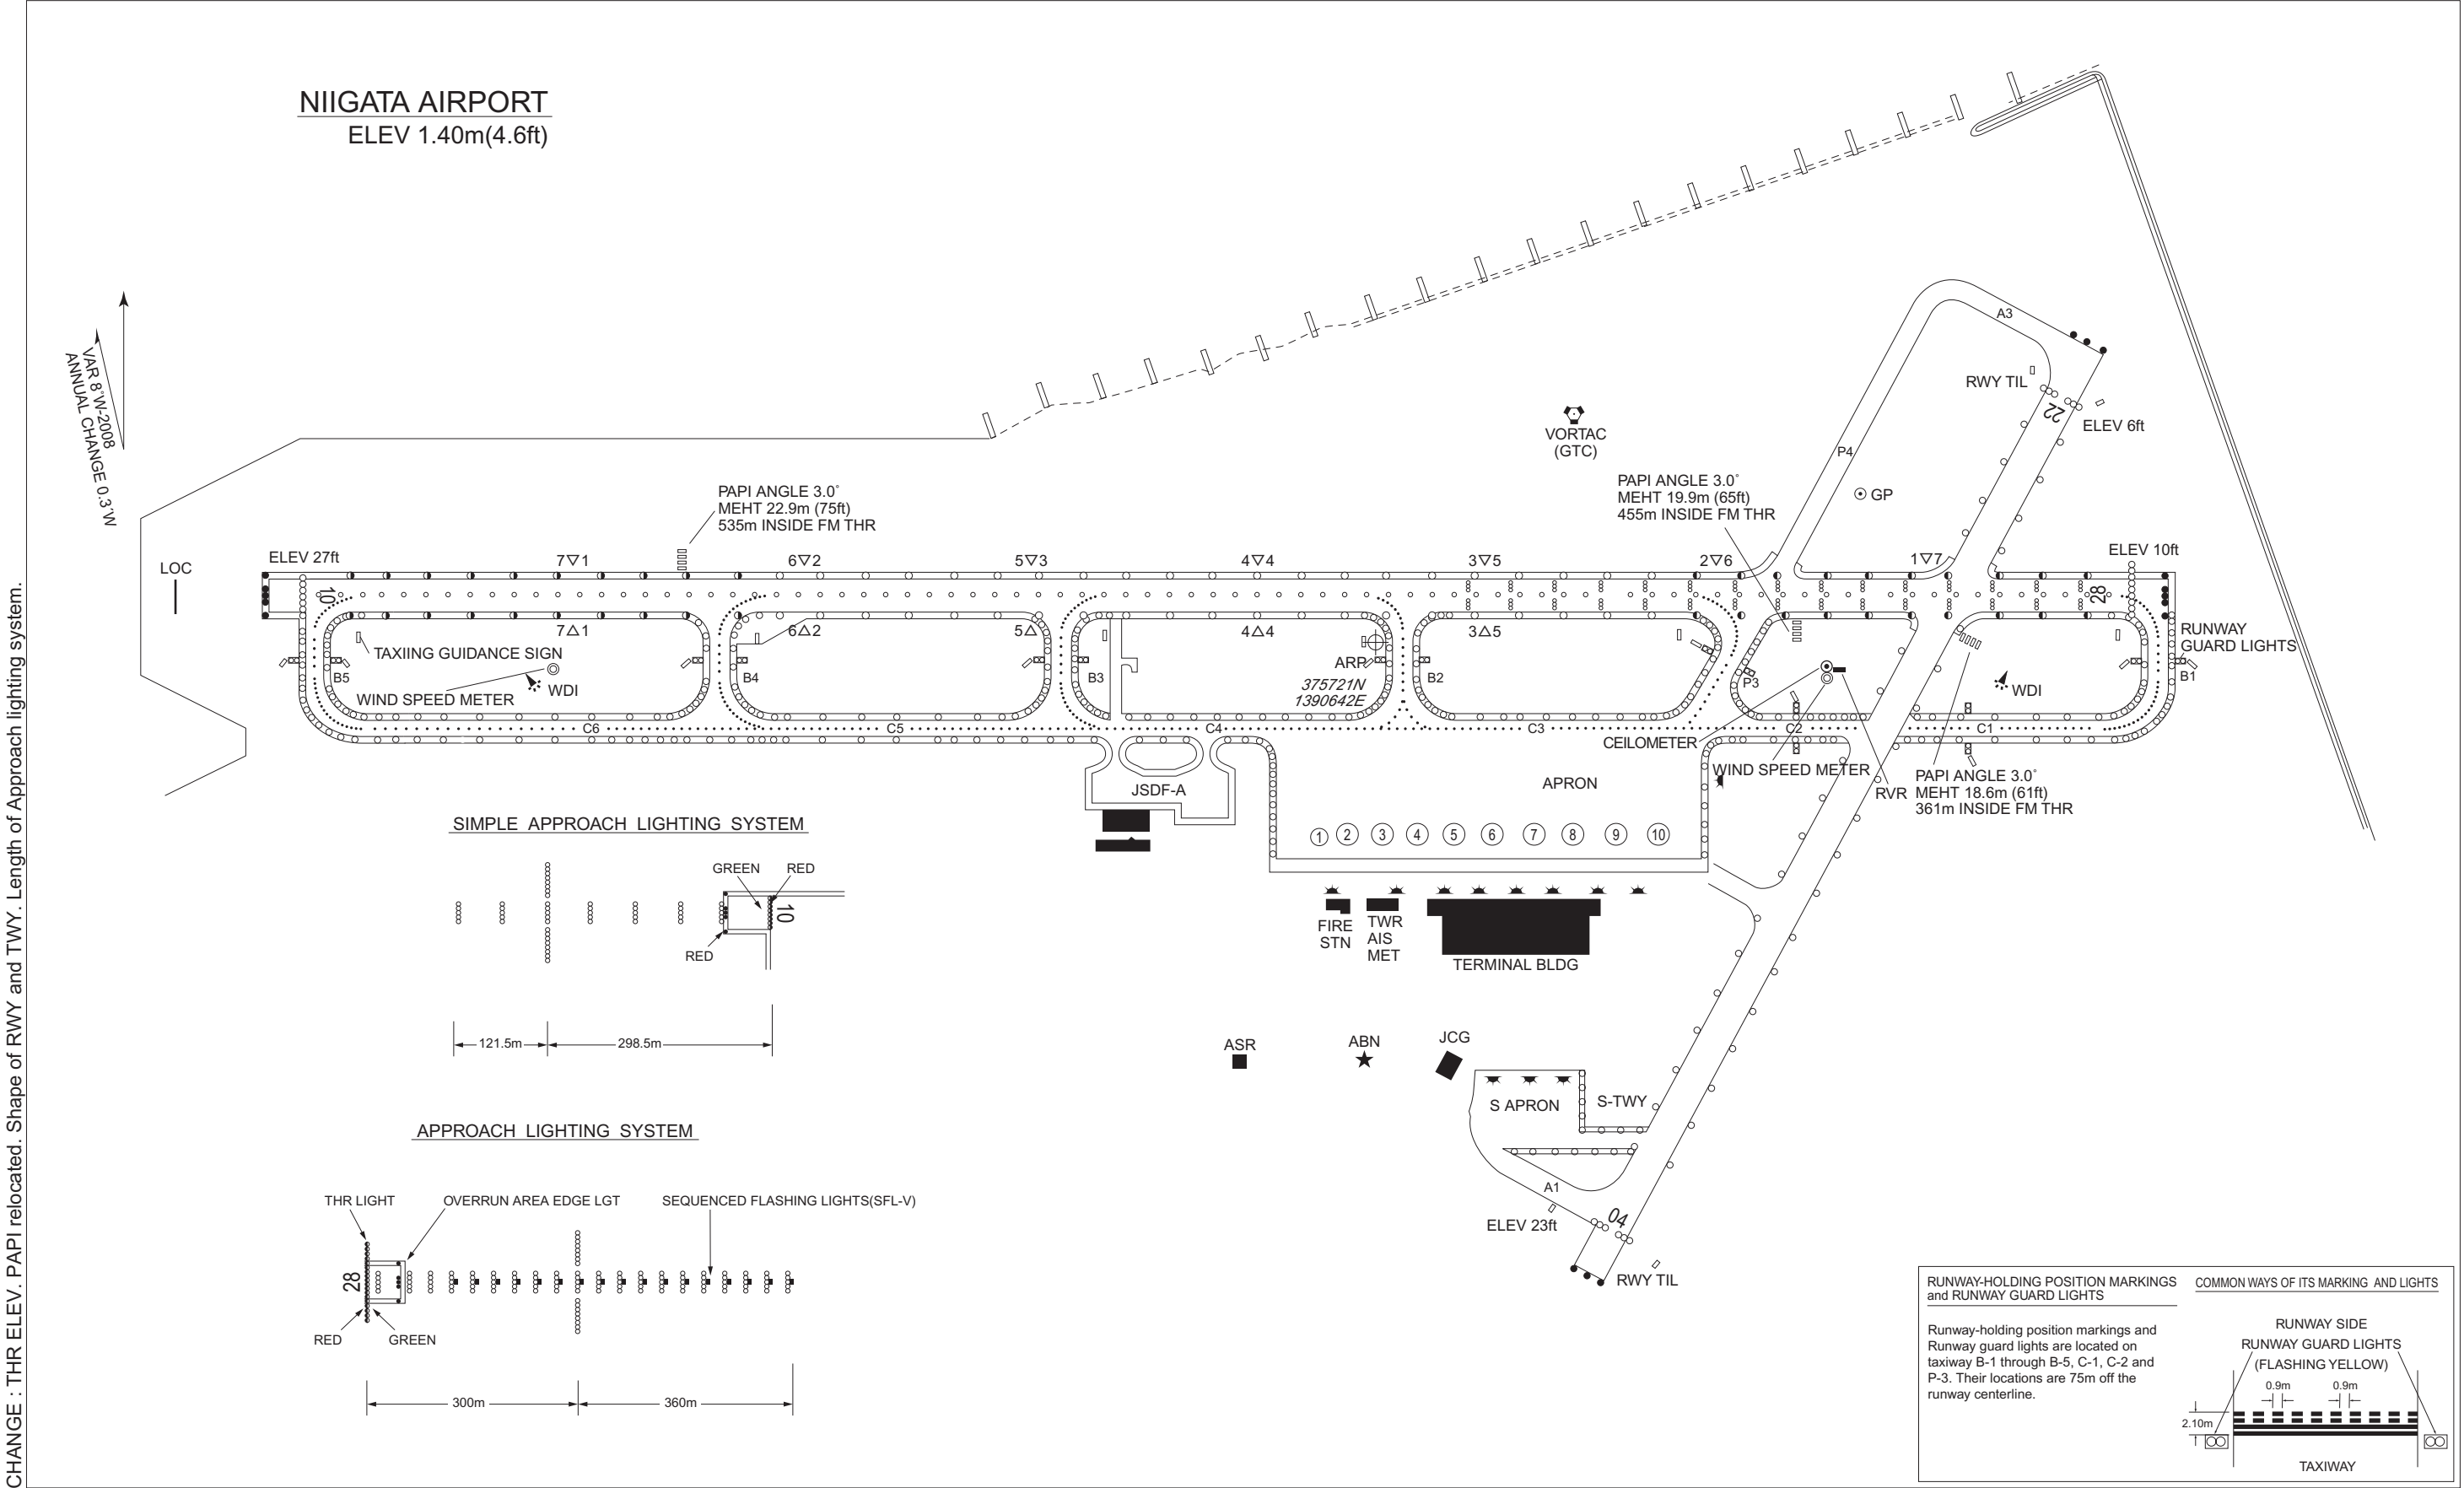 NIIGATA AIRPORT
ELEV 1.40m(4.6ft)
VAR 8°W-2008
ANNUAL CHANGE 0.3'W
CHANGE : THR ELEV. PAPI relocated. Shape of RWY and TWY. Length of Approach lighting system.
A3
RWY TIL
22
ELEV 6ft
VORTAC
(GTC)
P4
GP
PAPI ANGLE 3.0°
MEHT 22.9m (75ft)
535m INSIDE FM THR
PAPI ANGLE 3.0°
MEHT 19.9m (65ft)
455m INSIDE FM THR
LOC
ELEV 27ft
7▽1
6▽2
5▽3
4▽4
3▽5
2▽6
1▽7
ELEV 10ft
10
28
7△1
6△2
5△
4△4
3△5
TAXIING GUIDANCE SIGN
RUNWAY
GUARD LIGHTS
ARP
375721N
1390642E
B5
B4
B3
B2
P3
B1
WDI
WIND SPEED METER
WDI
C6
C5
C4
C3
C2
C1
CEILOMETER
WIND SPEED METER
RVR
PAPI ANGLE 3.0°
MEHT 18.6m (61ft)
361m INSIDE FM THR
JSDF-A
APRON
1 2 3 4 5 6 7 8 9 10
FIRE
STN
TWR
AIS
MET
TERMINAL BLDG
ASR
ABN
JCG
S APRON
S-TWY
A1
ELEV 23ft
04
RWY TIL
SIMPLE APPROACH LIGHTING SYSTEM
GREEN
RED
10
RED
121.5m
298.5m
APPROACH LIGHTING SYSTEM
THR LIGHT
OVERRUN AREA EDGE LGT
SEQUENCED FLASHING LIGHTS(SFL-V)
28
RED
GREEN
300m
360m
RUNWAY-HOLDING POSITION MARKINGS
and RUNWAY GUARD LIGHTS
Runway-holding position markings and
Runway guard lights are located on
taxiway B-1 through B-5, C-1, C-2 and
P-3. Their locations are 75m off the
runway centerline.
COMMON WAYS OF ITS MARKING AND LIGHTS
RUNWAY SIDE
RUNWAY GUARD LIGHTS
(FLASHING YELLOW)
0.9m
0.9m
2.10m
TAXIWAY